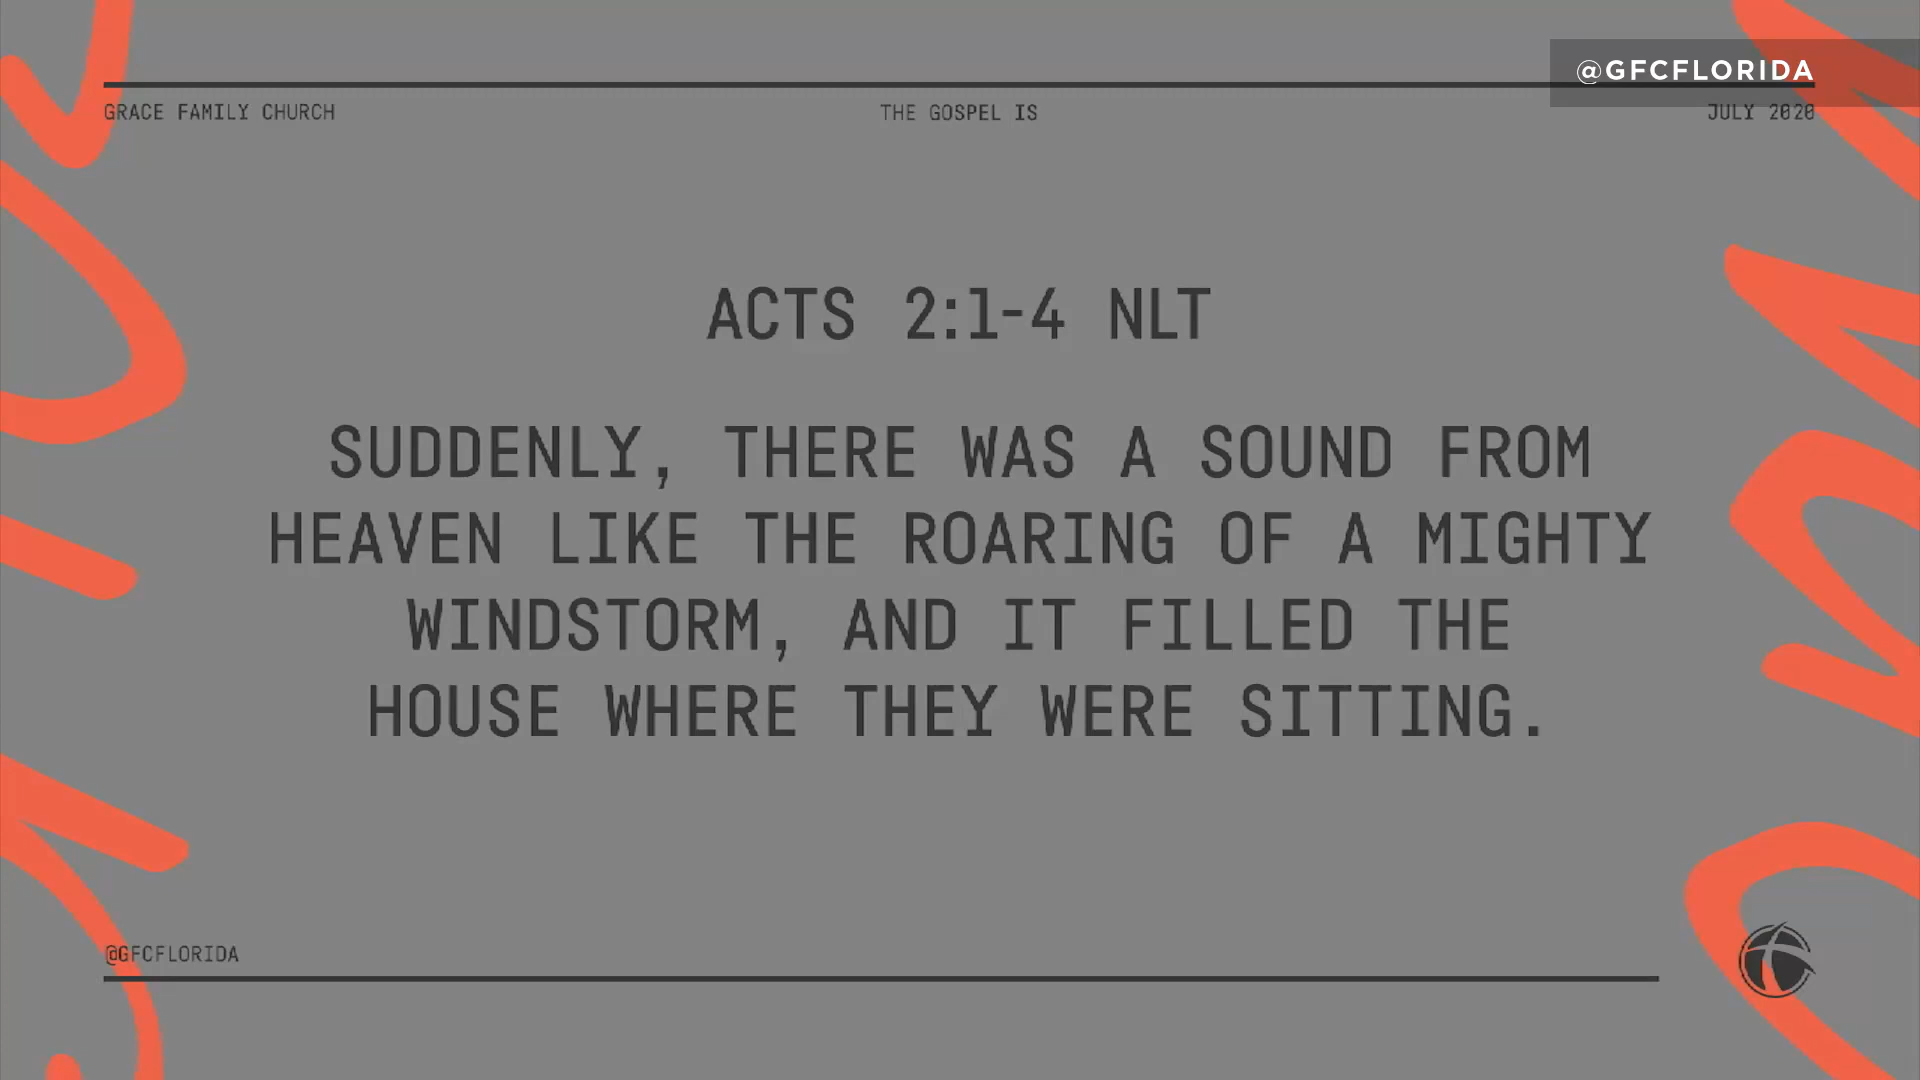 @GFCFLORIDA
GRACE FAMILY CHURCH
THE GOSPEL IS
JULY 2020
ACTS 2:1-4 NLT
SUDDENLY, THERE WAS A SOUND FROM
HEAVEN LIKE THE ROARING OF A MIGHTY
WINDSTORM, AND IT FILLED THE
HOUSE WHERE THEY WERE SITTING.
@GFCFLORIDA